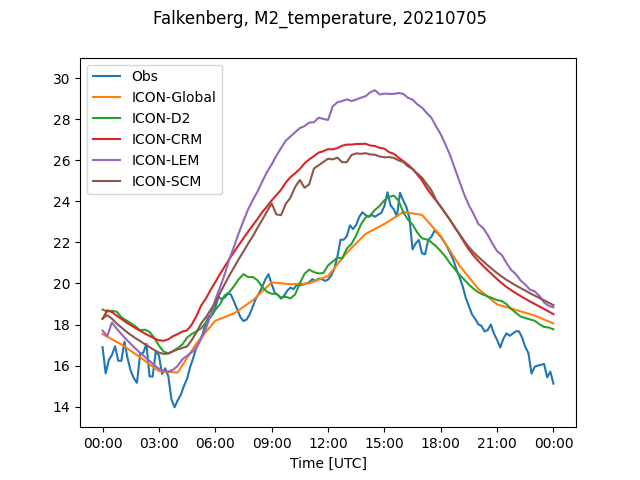 Falkenberg, M2_temperature, 20210705
30
28
26
24
22
20
18
16
14
Obs
ICON-Global
ICON-D2
ICON-CRM
ICON-LEM
ICON-SCM
00:00 03:00 06:00 09:00 12:00 15:00 18:00 21:00 00:00
Time [UTC]